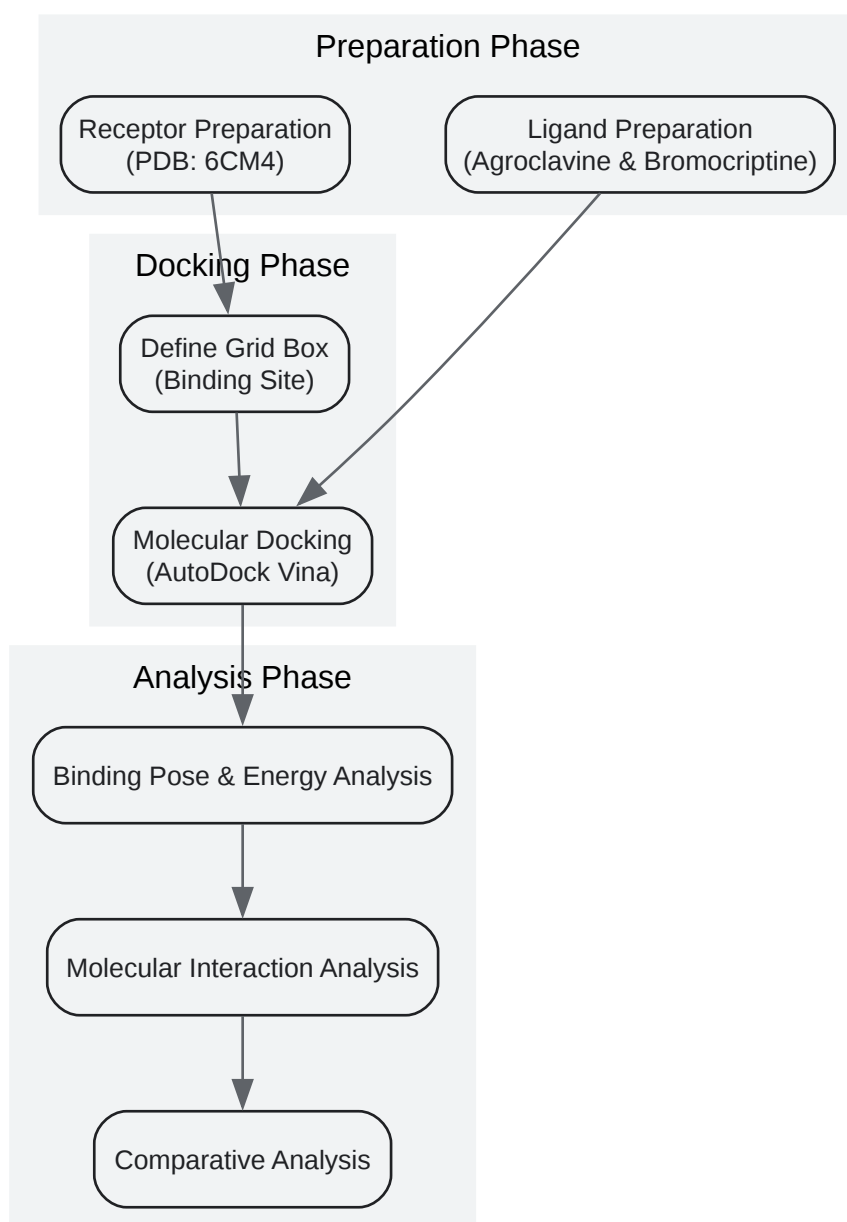 Preparation Phase
Receptor Preparation
(PDB: 6CM4)
Ligand Preparation
(Agroclavine & Bromocriptine)
Docking Phase
Define Grid Box
(Binding Site)
Molecular Docking
(AutoDock Vina)
Analysis Phase
Binding Pose & Energy Analysis
Molecular Interaction Analysis
Comparative Analysis